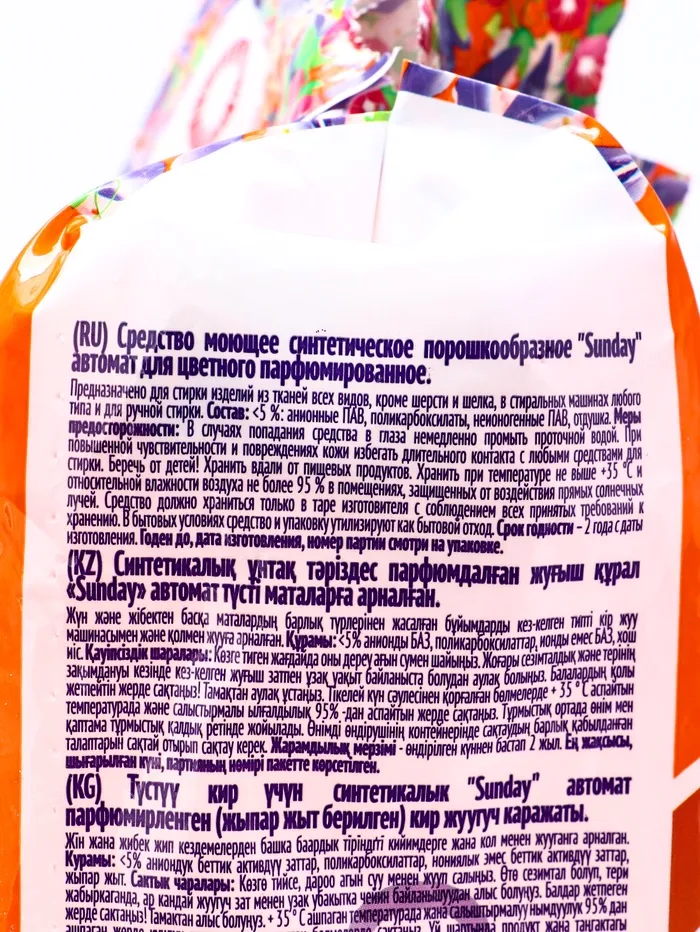 (RU) Средство моющее синтетическое порошкообразное "Sunday"
автомат для цветного парфюмированное.
Предназначено для стирки изделий из тканей всех видов, кроме шерсти и шелка, в стиральных машинах любого
типа и для ручной стирки. Состав: <5 %: анионные ПАВ, поликарбоксилаты, неионогенные ПАВ, отдушка. Меры
предосторожности: В случаях попадания средства в глаза немедленно промыть проточной водой. При
повышенной чувствительности и повреждениях кожи избегать длительного контакта с любыми средствами для
стирки. Беречь от детей! Хранить вдали от пищевых продуктов. Хранить при температуре не выше +35 °C и
относительной влажности воздуха не более 95 % в помещениях, защищенных от воздействия прямых солнечных
лучей. Средство должно храниться только в таре изготовителя с соблюдением всех принятых требований к
хранению. В бытовых условиях средство и упаковку утилизируют как бытовой отход. Срок годности – 2 года с даты
изготовления. Годен до, дата изготовления, номер партии смотри на упаковке.
(KZ) Синтетикалық ұнтақ тәріздес парфюмдалған жуғыш құрал
«Sunday» автомат түсті маталарға арналған.
Жүн және жібектен басқа маталардың барлық түрлерінен жасалған бұйымдарды кез-келген типті кір жуу
машинасымен және қолмен жууға арналған. Құрамы: <5% анионды БАЗ, поликарбоксилаттар, ионды емес БАЗ, хош
иіс. Қауіпсіздік шаралары: Көзге тиген жағдайда оны дереу ағын сумен шайыңыз. Жоғары сезімталдық және терінің
зақымдануы кезінде кез-келген жуғыш затпен ұзақ уақыт байланыста болудан аулақ болыңыз. Балалардың қолы
жетпейтін жерде сақтаңыз! Тамақтан аулақ ұстаңыз. Тікелей күн сәулесінен қорғалған бөлмелерде + 35 ° C аспайтын
температурада және салыстырмалы ылғалдылық 95% -дан аспайтын жерде сақтаңыз. Тұрмыстық ортада өнім мен
қаптама тұрмыстық қалдық ретінде жойылады. Өнімді өндірушінің контейнерінде сақтаудың барлық қабылданған
талаптарын сақтай отырып сақтау керек. Жарамдылық мерзімі - өндірілген күннен бастап 2 жыл. Ең жақсысы,
шығарылған күні, партияның нөмірі пакетте көрсетілген.
(KG) Түстүү кир үчүн синтетикалык "Sunday" автомат
парфюмирленген (жыпар жыт берилген) кир жуугуч каражаты.
Жін жана жибек жип кездемелерден башка баардык тіріндґгі кийимдерге жана кол менен жууганга арналган.
Курамы: <5% аниондук беттик активдүү заттар, поликарбоксилаттар, нониялык эмес беттик активдүү заттар,
жыпар жыт. Сактык чаралары: Көзгө тийсе, дароо агын суу менен жууп салыңыз. Өтө сезимтал болуп, тери
жабыркаганда, ар кандай жуугуч зат менен узак убакытка чейин байланышуудан алыс болуңуз. Балдар жетпеген
жерде сактаңыз! Тамактан алыс болуңуз. + 35 ° C ашпаган температурада жана салыштырмалуу нымдуулук 95% дан
ашпаган жерде сактаңыз. Үй шартында продукт жана таңгактагы